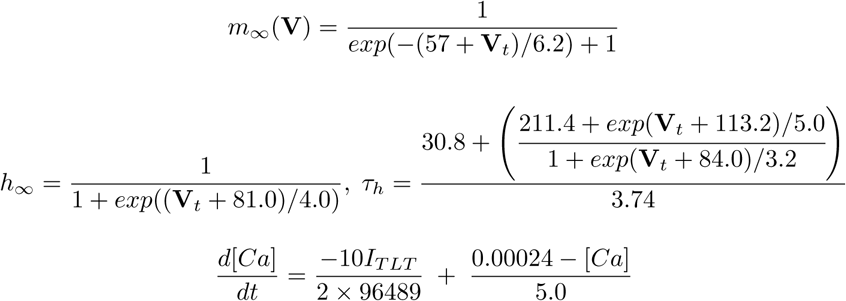 m∞(V) = 1 / (exp(−(57 + Vt)/6.2) + 1)
h∞ = 1 / (1 + exp((Vt + 81.0)/4.0)), τh = (30.8 + ((211.4 + exp(Vt + 113.2)/5.0) / (1 + exp(Vt + 84.0)/3.2))) / 3.74
d[Ca]/dt = −10ITLT / (2 × 96489) + (0.00024 − [Ca]) / 5.0